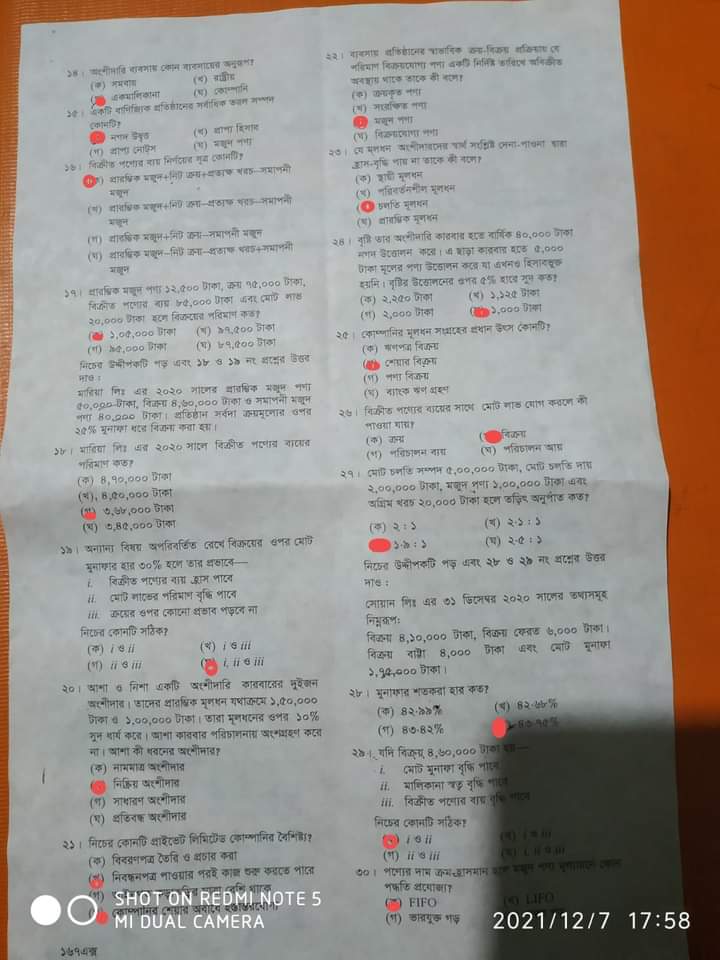 ১৪। অংশীদারি ব্যবসায় কোন ব্যবসায়ের অনুরূপ?
(ক) সমবায় (খ) রাষ্ট্রীয়
একমালিকানা (ঘ) কোম্পানি
১৫। একটি বাণিজ্যিক প্রতিষ্ঠানের সর্বাধিক তরল সম্পদ
কোনটি?
নগদ উদ্বৃত্ত (খ) প্রাপ্য হিসাব
(গ) প্রাপ্য নোটস (ঘ) মজুদ পণ্য
১৬। বিক্রীত পণ্যের ব্যয় নির্ণয়ের সূত্র কোনটি?
প্রারম্ভিক মজুদ+নিট ক্রয়+প্রত্যক্ষ খরচ–সমাপনী
মজুদ
(খ) প্রারম্ভিক মজুদ+নিট ক্রয়–প্রত্যক্ষ খরচ–সমাপনী
মজুদ
(গ) প্রারম্ভিক মজুদ+নিট ক্রয়–সমাপনী মজুদ
(ঘ) প্রারম্ভিক মজুদ–নিট ক্রয়–প্রত্যক্ষ খরচ+সমাপনী
মজুদ
১৭। প্রারম্ভিক মজুদ পণ্য ১২,৫০০ টাকা, ক্রয় ৭৫,০০০ টাকা,
বিক্রীত পণ্যের ব্যয় ৮৫,০০০ টাকা এবং মোট লাভ
২০,০০০ টাকা হলে বিক্রয়ের পরিমাণ কত?
১,০৫,০০০ টাকা (খ) ৯৭,৫০০ টাকা
(গ) ৯৫,০০০ টাকা (ঘ) ৮৭,৫০০ টাকা
নিচের উদ্দীপকটি পড় এবং ১৮ ও ১৯ নং প্রশ্নের উত্তর
দাও :
মারিয়া লিঃ এর ২০২০ সালের প্রারম্ভিক মজুদ পণ্য
৫০,০০০ টাকা, বিক্রয় ৪,৬০,০০০ টাকা ও সমাপনী মজুদ
পণ্য ৪০,০০০ টাকা। প্রতিষ্ঠান সর্বদা ক্রয়মূল্যের ওপর
২৫% মুনাফা ধরে বিক্রয় করা হয়।
১৮। মারিয়া লিঃ এর ২০২০ সালে বিক্রীত পণ্যের ব্যয়ের
পরিমাণ কত?
(ক) ৪,৭০,০০০ টাকা
(খ) ৪,৫০,০০০ টাকা
(গ) ৩,৬৮,০০০ টাকা
(ঘ) ৩,৪৫,০০০ টাকা
১৯। অন্যান্য বিষয় অপরিবর্তিত রেখে বিক্রয়ের ওপর মোট
মুনাফার হার ৩০% হলে তার প্রভাবে—
i. বিক্রীত পণ্যের ব্যয় হ্রাস পাবে
ii. মোট লাভের পরিমাণ বৃদ্ধি পাবে
iii. ক্রয়ের ওপর কোনো প্রভাব পড়বে না
নিচের কোনটি সঠিক?
(ক) i ও ii (খ) i ও iii
(গ) ii ও iii i, ii ও iii
২০। আশা ও নিশা একটি অংশীদারি কারবারের দুইজন
অংশীদার। তাদের প্রারম্ভিক মূলধন যথাক্রমে ১,৫০,০০০
টাকা ও ১,০০,০০০ টাকা। তারা মূলধনের ওপর ১০%
সুদ ধার্য করে। আশা কারবার পরিচালনায় অংশগ্রহণ করে
না। আশা কী ধরনের অংশীদার?
(ক) নামমাত্র অংশীদার
নিষ্ক্রিয় অংশীদার
(গ) সাধারণ অংশীদার
(ঘ) প্রতিবন্ধ অংশীদার
২১। নিচের কোনটি প্রাইভেট লিমিটেড কোম্পানির বৈশিষ্ট্য?
(ক) বিবরণপত্র তৈরি ও প্রচার করা
নিবন্ধনপত্র পাওয়ার পরই কাজ শুরু করতে পারে
(গ) বেশি থাকে
কোম্পানির শেয়ার অবাধে হস্তান্তরযোগ্য
১৬৭এক্স
২২। ব্যবসায় প্রতিষ্ঠানের স্বাভাবিক ক্রয়-বিক্রয় প্রক্রিয়ায় যে
পরিমাণ বিক্রয়যোগ্য পণ্য একটি নির্দিষ্ট তারিখে অবিক্রীত
অবস্থায় থাকে তাকে কী বলে?
(ক) ক্রয়কৃত পণ্য
(খ) সংরক্ষিত পণ্য
মজুদ পণ্য
(ঘ) বিক্রয়যোগ্য পণ্য
২৩। যে মূলধন অংশীদারদের স্বার্থ সংশ্লিষ্ট দেনা-পাওনা দ্বারা
হ্রাস-বৃদ্ধি পায় না তাকে কী বলে?
(ক) স্থায়ী মূলধন
(খ) পরিবর্তনশীল মূলধন
চলতি মূলধন
(ঘ) প্রারম্ভিক মূলধন
২৪। বৃষ্টি তার অংশীদারি কারবার হতে বার্ষিক ৪০,০০০ টাকা
নগদ উত্তোলন করে। এ ছাড়া কারবার হতে ৫,০০০
টাকা মূল্যের পণ্য উত্তোলন করে যা এখনও হিসাবভুক্ত
হয়নি। বৃষ্টির উত্তোলনের ওপর ৫% হারে সুদ কত?
(ক) ২,২৫০ টাকা (খ) ১,১২৫ টাকা
(গ) ২,০০০ টাকা ১,০০০ টাকা
২৫। কোম্পানির মূলধন সংগ্রহের প্রধান উৎস কোনটি?
(ক) ঋণপত্র বিক্রয়
শেয়ার বিক্রয়
(গ) পণ্য বিক্রয়
(ঘ) ব্যাংক ঋণ গ্রহণ
২৬। বিক্রীত পণ্যের ব্যয়ের সাথে মোট লাভ যোগ করলে কী
পাওয়া যায়?
(ক) ক্রয় বিক্রয়
(গ) পরিচালন ব্যয় (ঘ) পরিচালন আয়
২৭। মোট চলতি সম্পদ ৫,০০,০০০ টাকা, মোট চলতি দায়
২,০০,০০০ টাকা, মজুদ পণ্য ১,০০,০০০ টাকা এবং
অগ্রিম খরচ ২০,০০০ টাকা হলে তড়িৎ অনুপাত কত?
(ক) ২ : ১ (খ) ২·১ : ১
১·৯ : ১ (ঘ) ২·৫ : ১
নিচের উদ্দীপকটি পড় এবং ২৮ ও ২৯ নং প্রশ্নের উত্তর
দাও :
সোয়ান লিঃ এর ৩১ ডিসেম্বর ২০২০ সালের তথ্যসমূহ
নিম্নরূপ:
বিক্রয় ৪,১০,০০০ টাকা, বিক্রয় ফেরত ৬,০০০ টাকা।
বিক্রয় বাট্টা ৪,০০০ টাকা এবং মোট মুনাফা
১,৭৫,০০০ টাকা।
২৮। মুনাফার শতকরা হার কত?
(ক) ৪২·৯৯% (খ) ৪২·৬৮%
(গ) ৪৩·৪২% ৪৩·৭৫%
২৯। যদি বিক্রয় ৪,৬০,০০০ টাকা হয়—
i. মোট মুনাফা বৃদ্ধি পাবে
ii. মালিকানা স্বত্ব বৃদ্ধি পাবে
iii. বিক্রীত পণ্যের ব্যয় বৃদ্ধি পাবে
নিচের কোনটি সঠিক?
i ও ii (খ) i ও iii
(গ) ii ও iii (ঘ) i, ii ও iii
৩০। পণ্যের দাম ক্রমহ্রাসমান হলে মজুদ পণ্য মূল্যায়নে কোন
পদ্ধতি প্রযোজ্য?
FIFO (খ) LIFO
(গ) ভারযুক্ত গড়
SHOT ON REDMI NOTE 5
MI DUAL CAMERA
2021/12/7 17:58